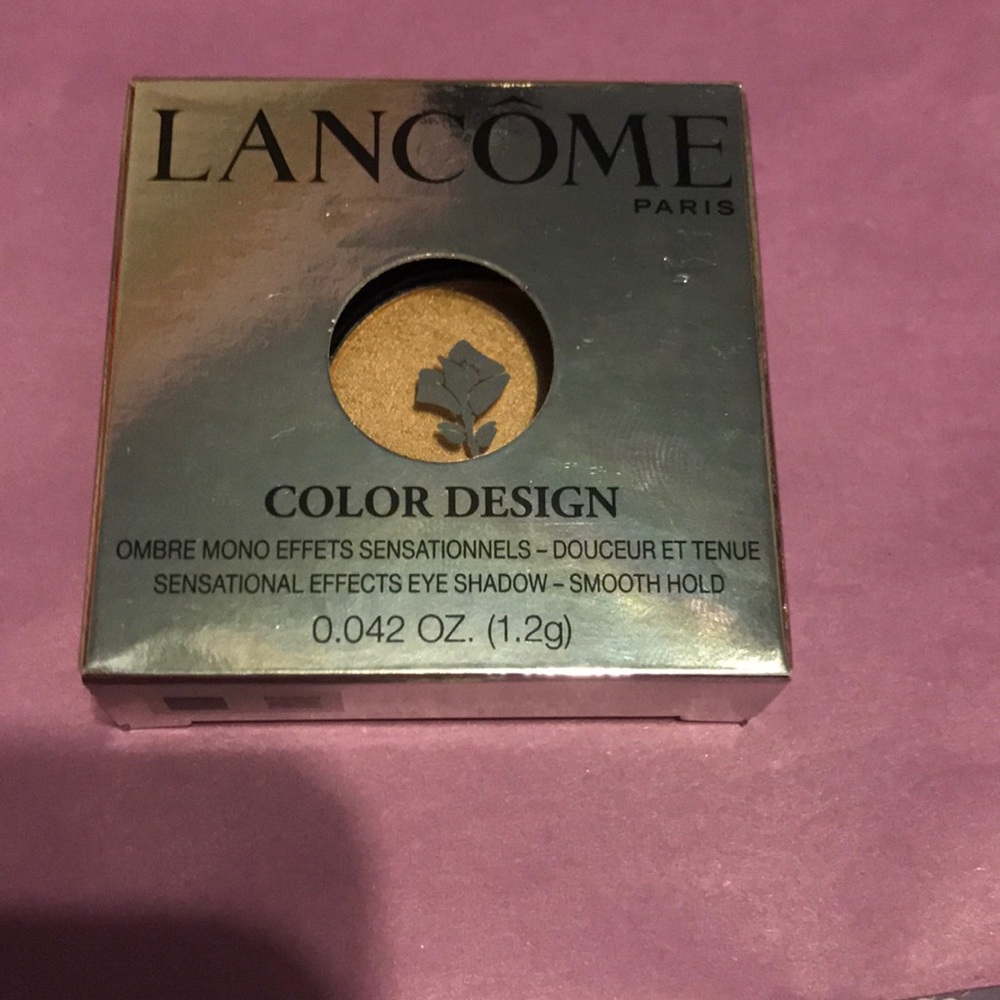 LANCÔME
PARIS
COLOR DESIGN
OMBRE MONO EFFETS SENSATIONNELS – DOUCEUR ET TENUE
SENSATIONAL EFFECTS EYE SHADOW – SMOOTH HOLD
0.042 OZ. (1.2g)